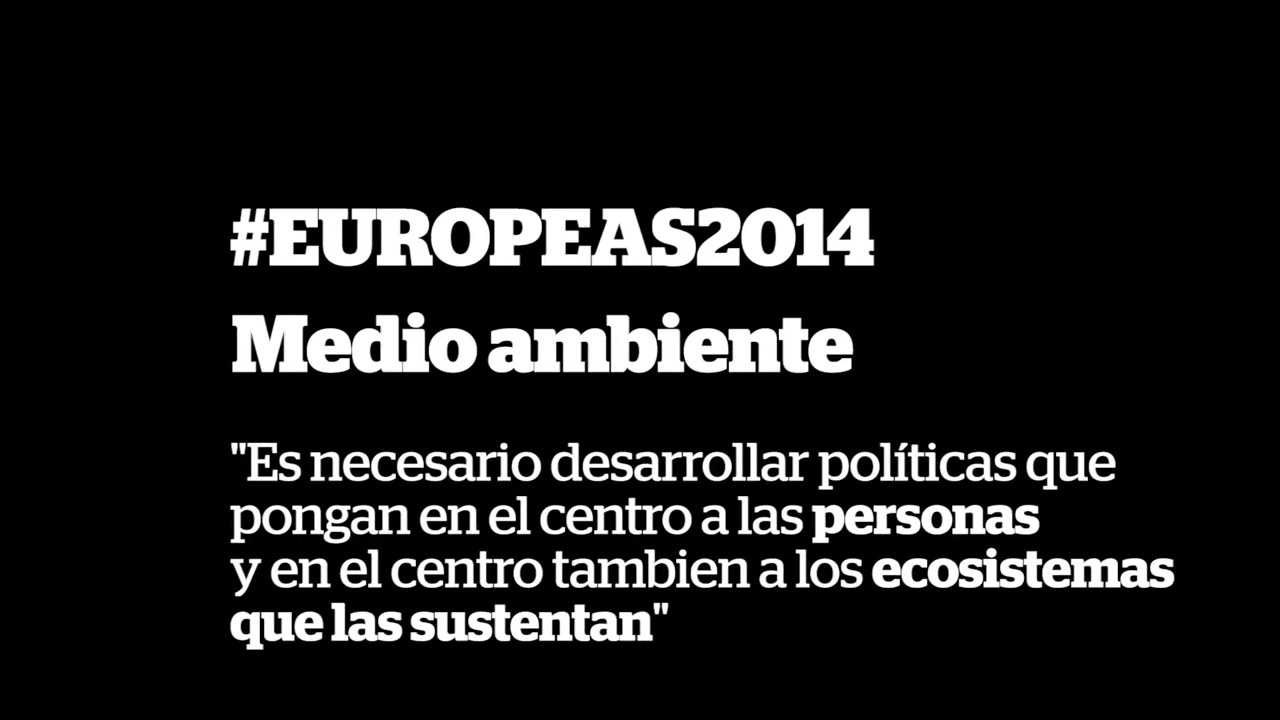 #EUROPEAS2014
Medio ambiente
"Es necesario desarrollar políticas que
pongan en el centro a las personas
y en el centro tambien a los ecosistemas
que las sustentan"